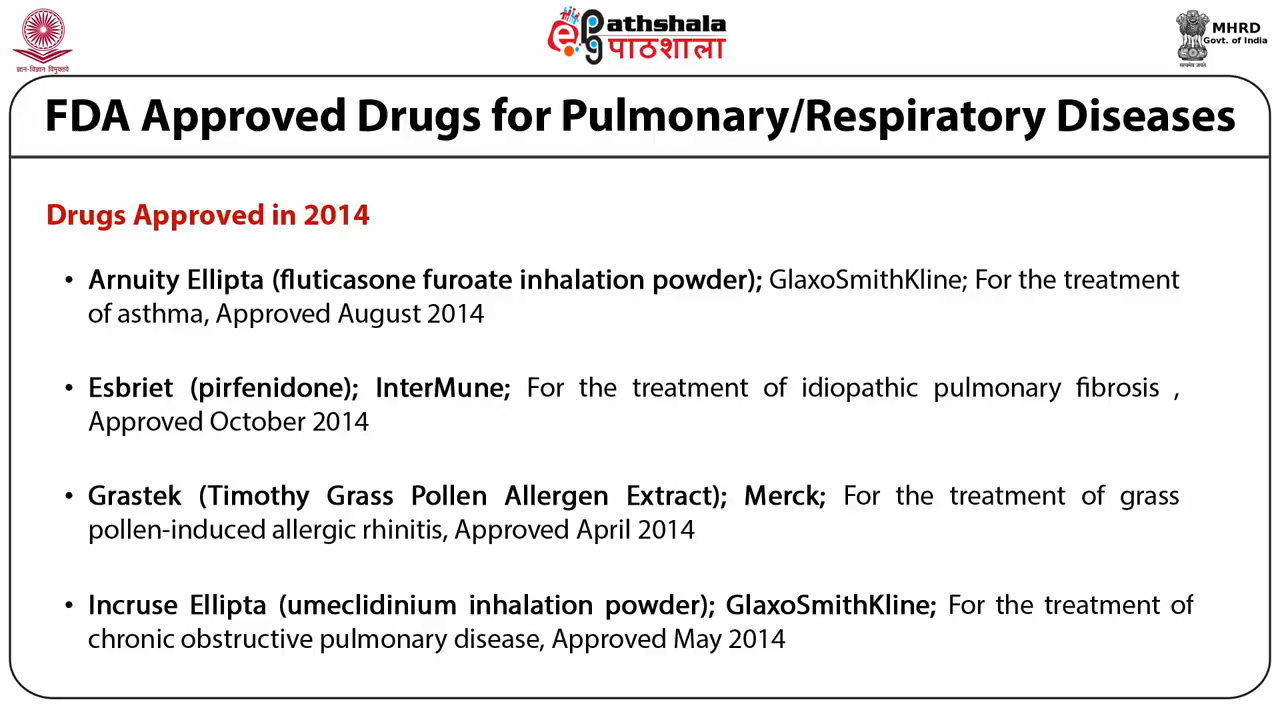 ज्ञान-विज्ञान विमुक्तये
ePathshala
पाठशाला
सत्यमेव जयते
MHRD
Govt. of India
FDA Approved Drugs for Pulmonary/Respiratory Diseases
Drugs Approved in 2014
• Arnuity Ellipta (fluticasone furoate inhalation powder); GlaxoSmithKline; For the treatment
of asthma, Approved August 2014
• Esbriet (pirfenidone); InterMune; For the treatment of idiopathic pulmonary fibrosis ,
Approved October 2014
• Grastek (Timothy Grass Pollen Allergen Extract); Merck; For the treatment of grass
pollen-induced allergic rhinitis, Approved April 2014
• Incruse Ellipta (umeclidinium inhalation powder); GlaxoSmithKline; For the treatment of
chronic obstructive pulmonary disease, Approved May 2014